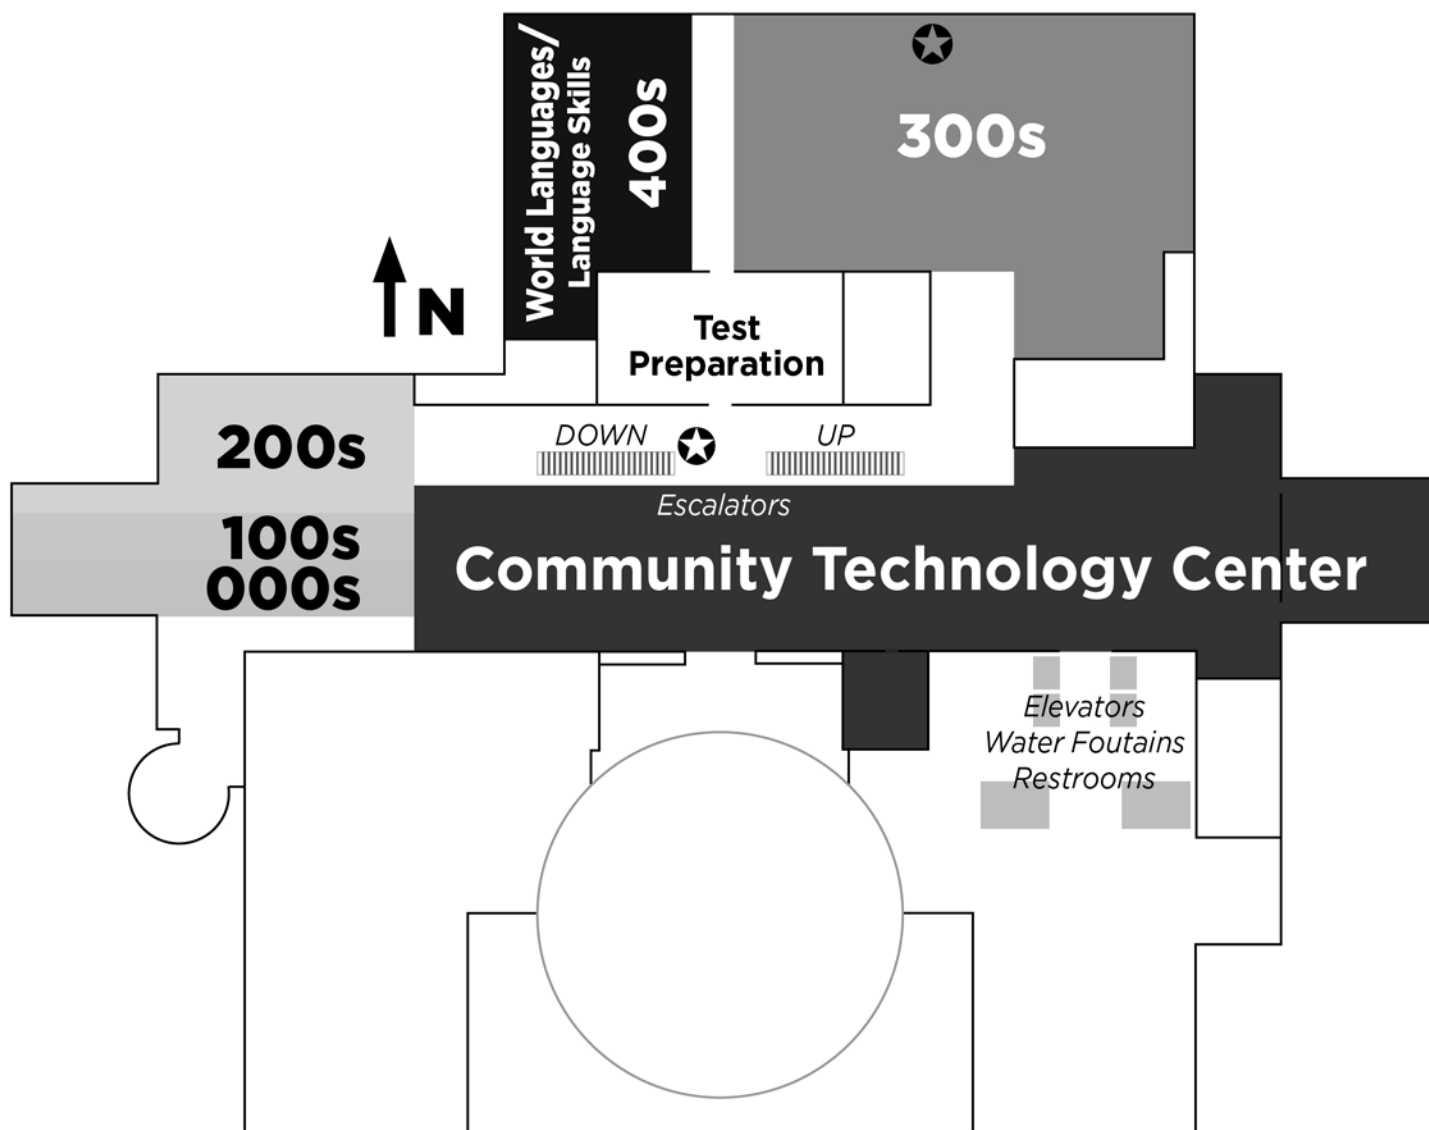 World Languages/
Language Skills
400s
300s
N
Test
Preparation
200s
DOWN
UP
Escalators
100s
000s
Community Technology Center
Elevators
Water Foutains
Restrooms